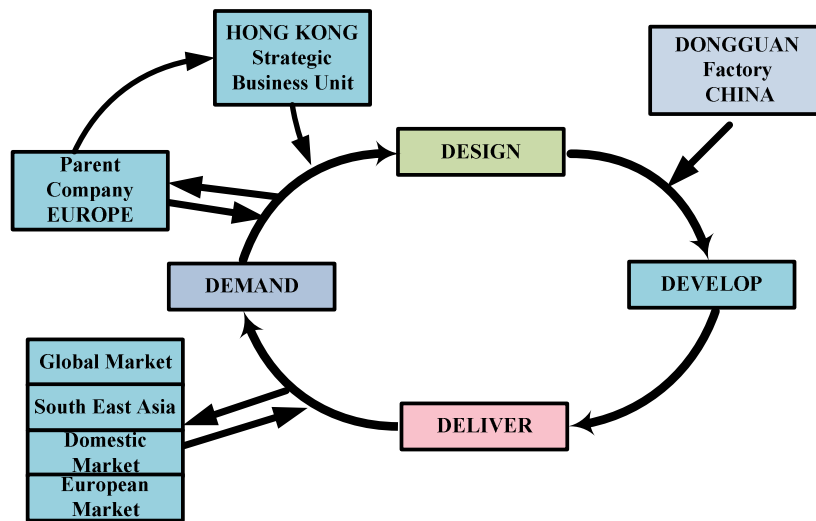 HONG KONG
Strategic
Business Unit
DONGGUAN
Factory
CHINA
DESIGN
Parent
Company
EUROPE
DEMAND
DEVELOP
Global Market
South East Asia
Domestic
Market
European
Market
DELIVER